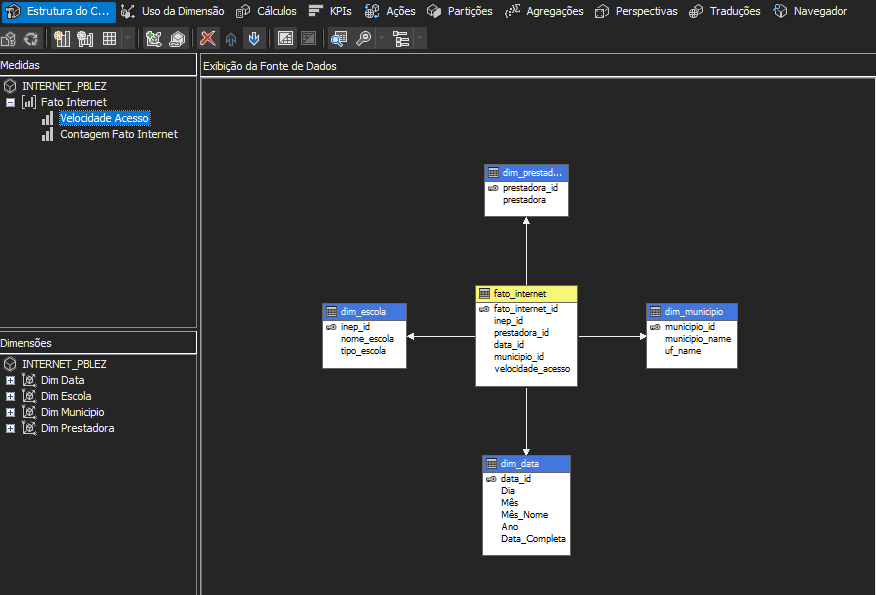 Estrutura do C...
Uso da Dimensão
Cálculos
KPIs
Ações
Partições
Agregações
Perspectivas
Traduções
Navegador
Medidas
INTERNET_PBLEZ
Fato Internet
Velocidade Acesso
Contagem Fato Internet
Dimensões
INTERNET_PBLEZ
Dim Data
Dim Escola
Dim Municipio
Dim Prestadora
Exibição da Fonte de Dados
dim_prestad...
prestadora_id
prestadora
dim_escola
inep_id
nome_escola
tipo_escola
fato_internet
fato_internet_id
inep_id
prestadora_id
data_id
municipio_id
velocidade_acesso
dim_municipio
municipio_id
municipio_name
uf_name
dim_data
data_id
Dia
Mês
Mês_Nome
Ano
Data_Completa